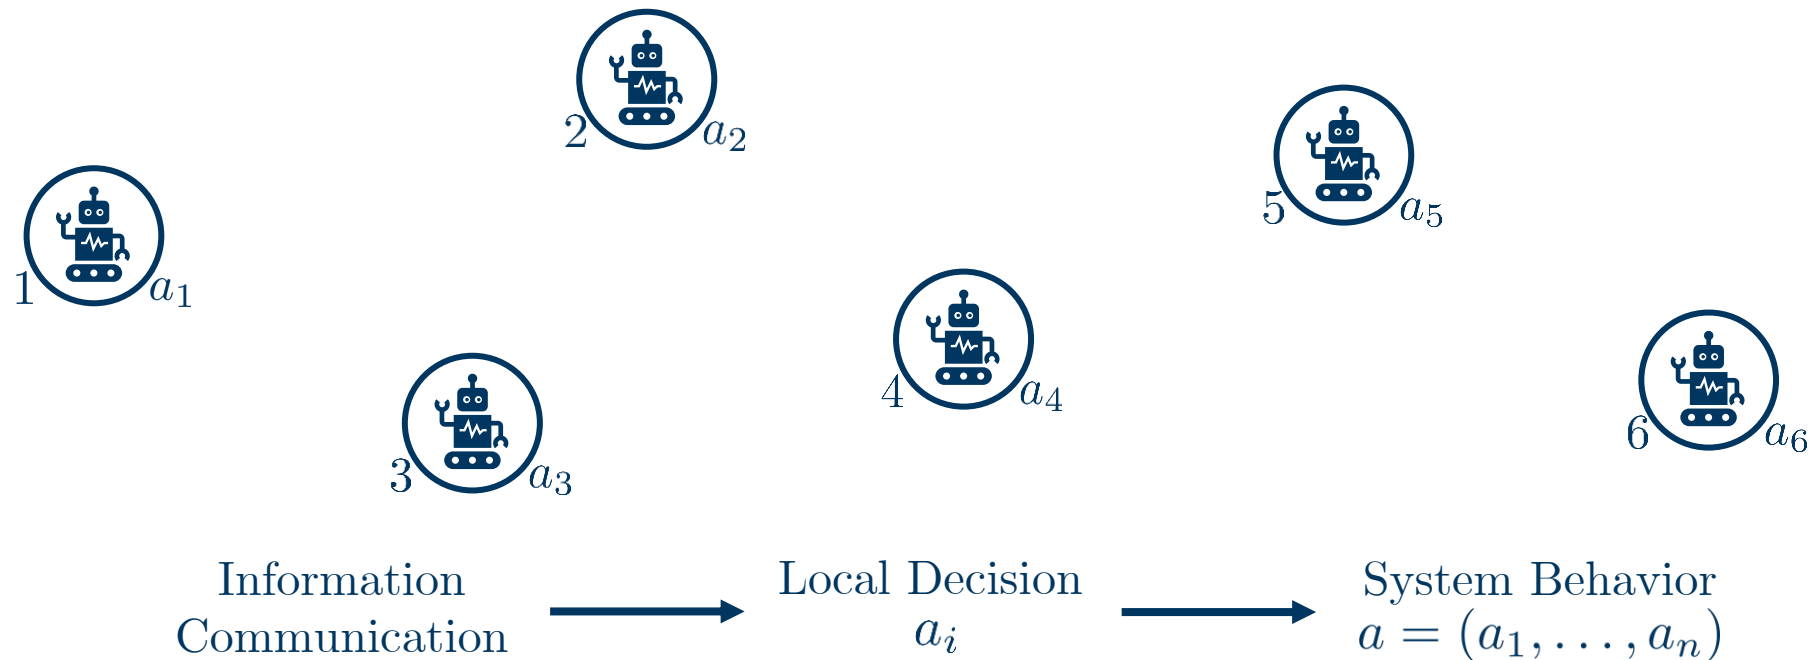 2 a₂
5 a₅
1 a₁
4 a₄
6 a₆
3 a₃
Information
Communication
Local Decision
aᵢ
System Behavior
a = (a₁, . . . , aₙ)